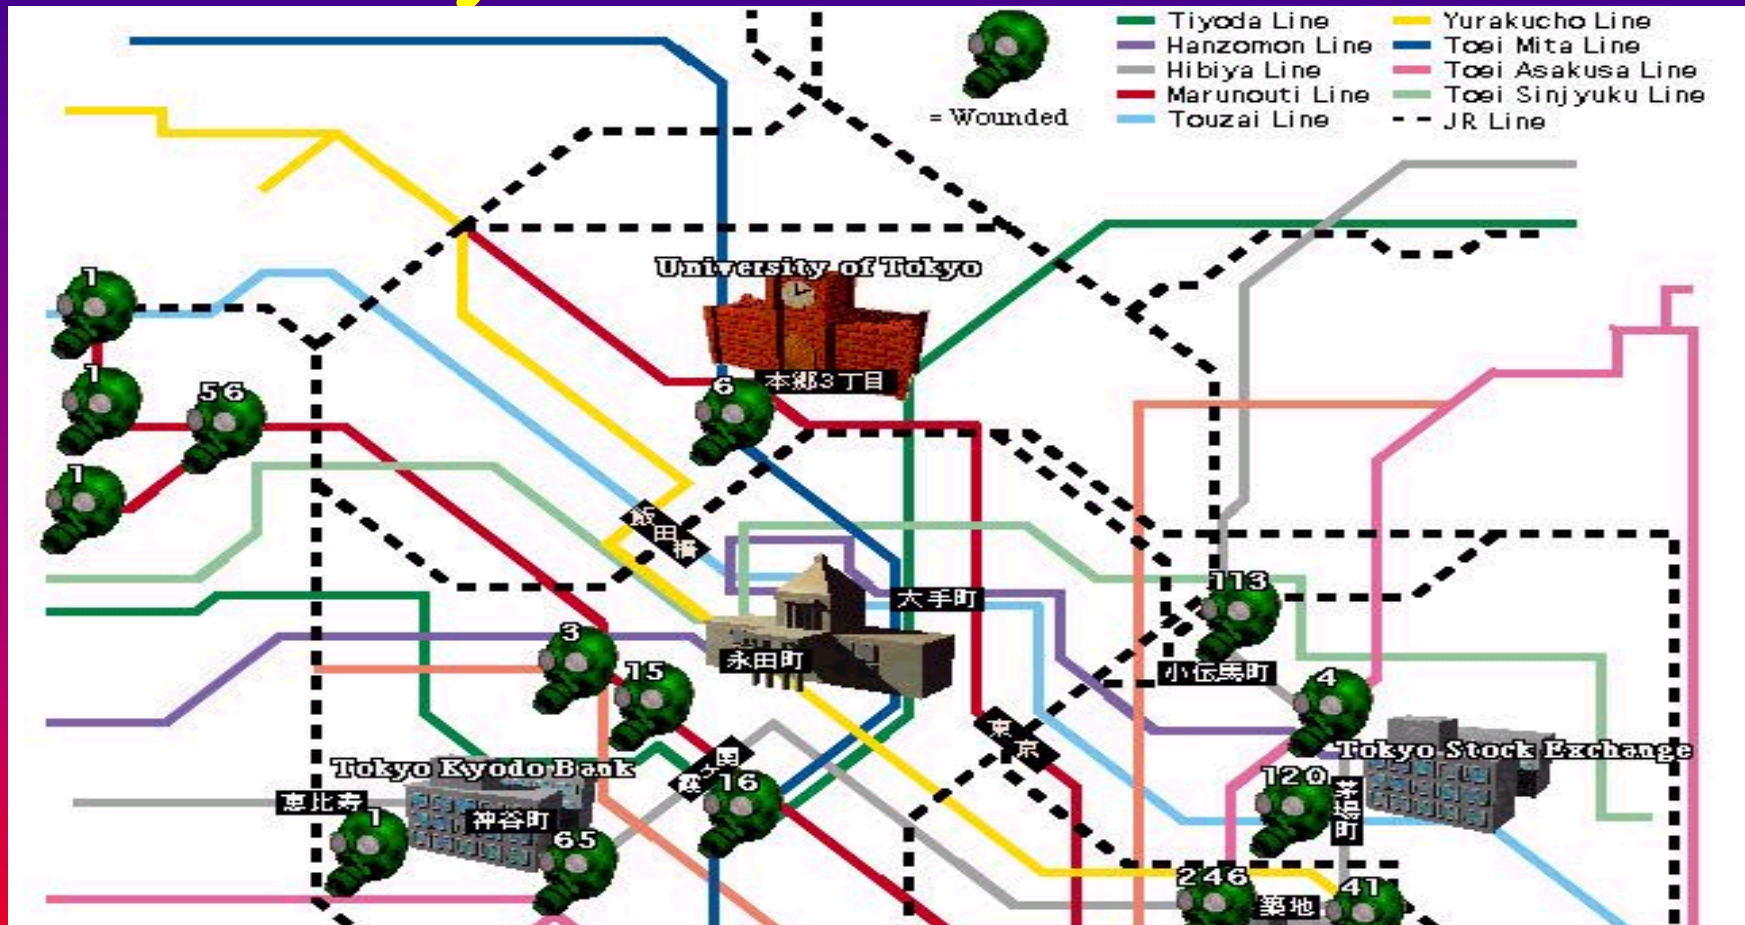 Tiyoda Line
Hanzomon Line
Hibiya Line
Marunouti Line
Touzai Line
Yurakucho Line
Toei Mita Line
Toei Asakusa Line
Toei Sinjyuku Line
JR Line
= Wounded
University of Tokyo
本郷3丁目
1
1
56
1
6
飯田橋
大手町
113
小伝馬町
3
15
永田町
4
東京
Tokyo Stock Exchange
霞ヶ関
16
Tokyo Kyodo Bank
恵比寿
神谷町
1
65
120
茅場町
246
築地
41